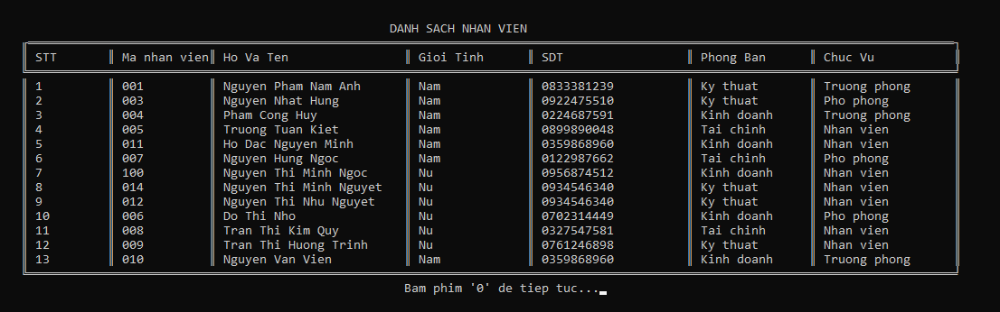 DANH SACH NHAN VIEN
STT Ma nhan vien Ho Va Ten Gioi Tinh SDT Phong Ban Chuc Vu
1 001 Nguyen Pham Nam Anh Nam 0833381239 Ky thuat Truong phong
2 003 Nguyen Nhat Hung Nam 0922475510 Ky thuat Pho phong
3 004 Pham Cong Huy Nam 0224687591 Kinh doanh Truong phong
4 005 Truong Tuan Kiet Nam 0899890048 Tai chinh Nhan vien
5 011 Ho Dac Nguyen Minh Nam 0359868960 Kinh doanh Nhan vien
6 007 Nguyen Hung Ngoc Nam 0122987662 Tai chinh Pho phong
7 100 Nguyen Thi Minh Ngoc Nu 0956874512 Kinh doanh Nhan vien
8 014 Nguyen Thi Minh Nguyet Nu 0934546340 Ky thuat Nhan vien
9 012 Nguyen Thi Nhu Nguyet Nu 0934546340 Ky thuat Nhan vien
10 006 Do Thi Nho Nu 0702314449 Kinh doanh Pho phong
11 008 Tran Thi Kim Quy Nu 0327547581 Tai chinh Nhan vien
12 009 Tran Thi Huong Trinh Nu 0761246898 Ky thuat Nhan vien
13 010 Nguyen Van Vien Nam 0359868960 Kinh doanh Truong phong
Bam phim '0' de tiep tuc...